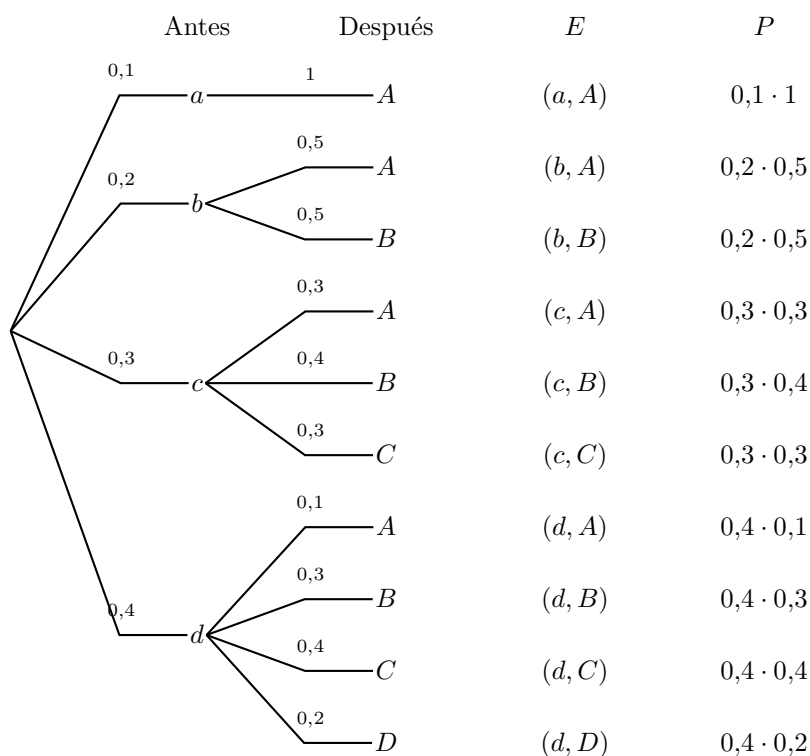 Antes Después E P
0,1 a 1 A (a, A) 0,1 · 1
0,5 A (b, A) 0,2 · 0,5
0,2 b
0,5 B (b, B) 0,2 · 0,5
0,3 A (c, A) 0,3 · 0,3
0,3 c 0,4 B (c, B) 0,3 · 0,4
0,3 C (c, C) 0,3 · 0,3
0,1 A (d, A) 0,4 · 0,1
0,3 B (d, B) 0,4 · 0,3
0,4 d
0,4 C (d, C) 0,4 · 0,4
0,2 D (d, D) 0,4 · 0,2